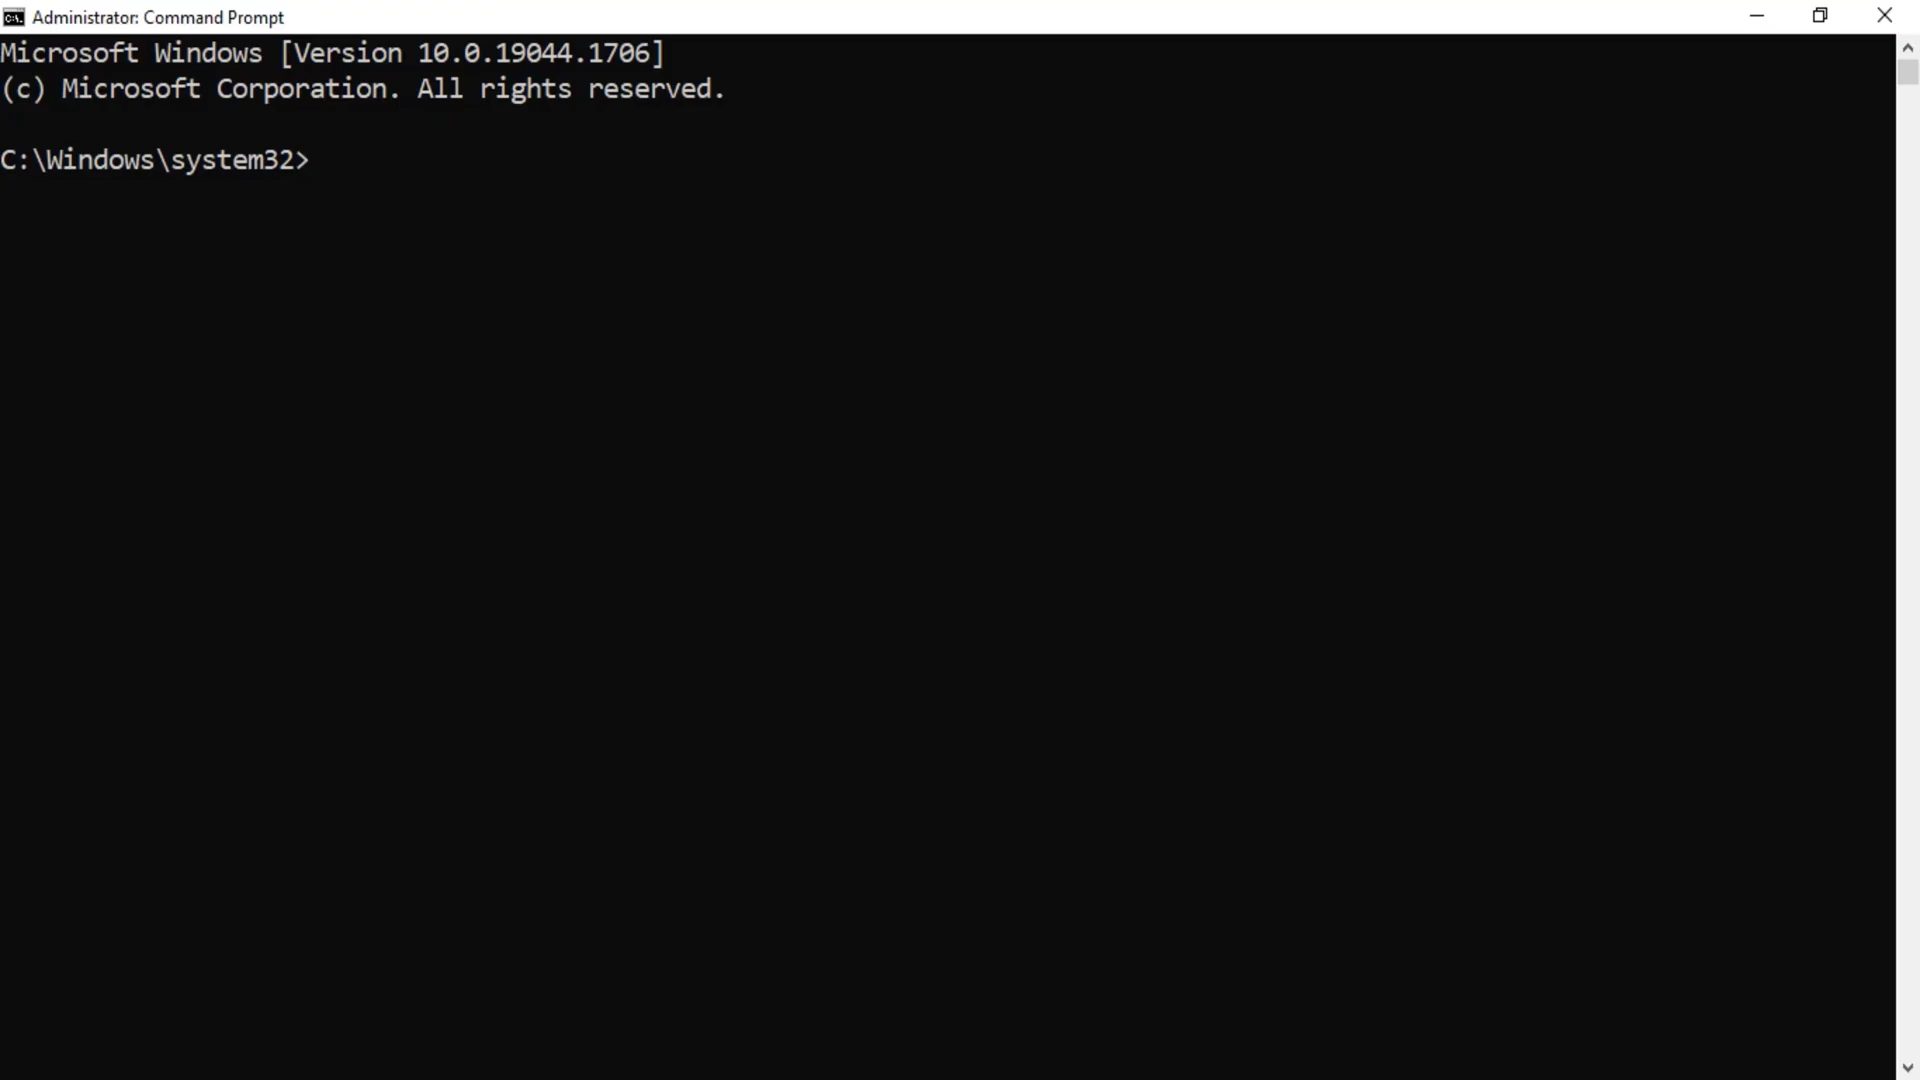 Administrator: Command Prompt
Microsoft Windows [Version 10.0.19044.1706]
(c) Microsoft Corporation. All rights reserved.
C:\Windows\system32>